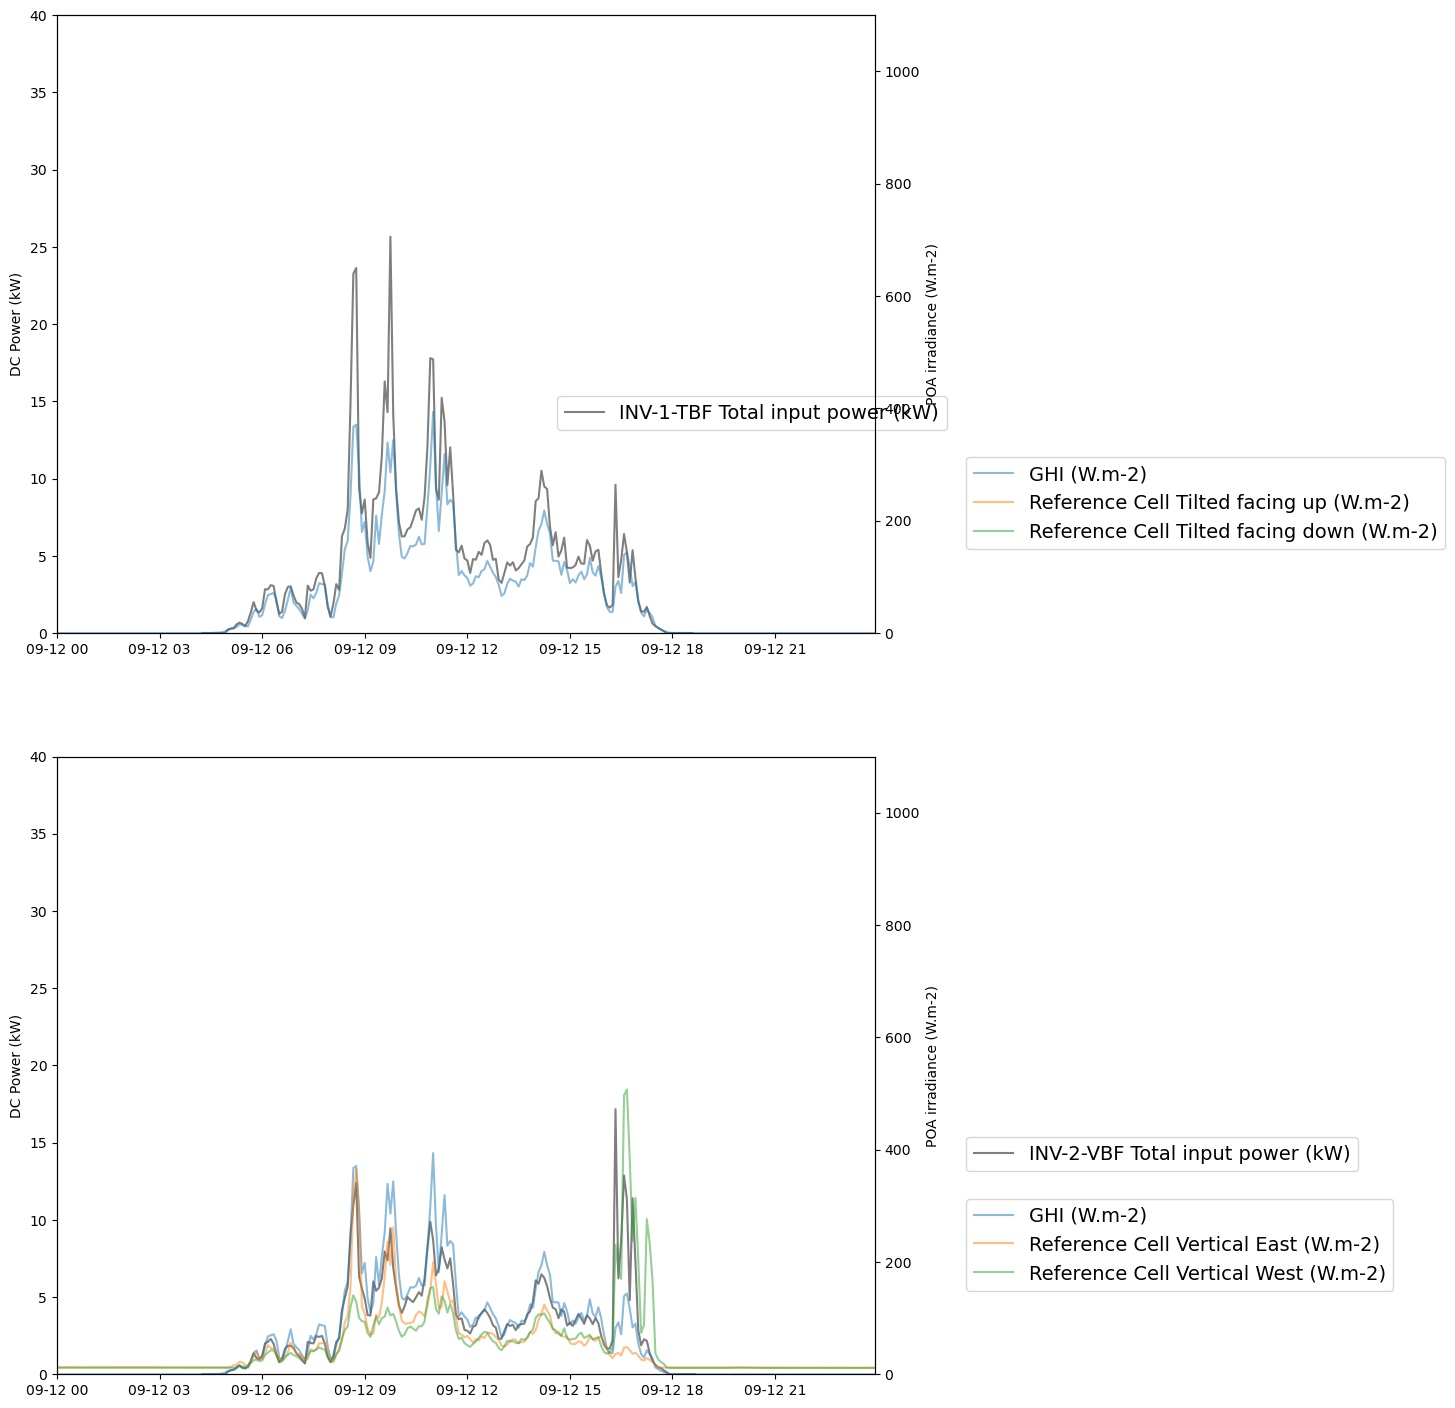 40
35
30
25
20
15
10
5
0
DC Power (kW)
1000
800
600
400
200
0
POA irradiance (W.m-2)
INV-1-TBF Total input power (kW)
GHI (W.m-2)
Reference Cell Tilted facing up (W.m-2)
Reference Cell Tilted facing down (W.m-2)
09-12 00 09-12 03 09-12 06 09-12 09 09-12 12 09-12 15 09-12 18 09-12 21
40
35
30
25
20
15
10
5
0
DC Power (kW)
1000
800
600
400
200
0
POA irradiance (W.m-2)
INV-2-VBF Total input power (kW)
GHI (W.m-2)
Reference Cell Vertical East (W.m-2)
Reference Cell Vertical West (W.m-2)
09-12 00 09-12 03 09-12 06 09-12 09 09-12 12 09-12 15 09-12 18 09-12 21